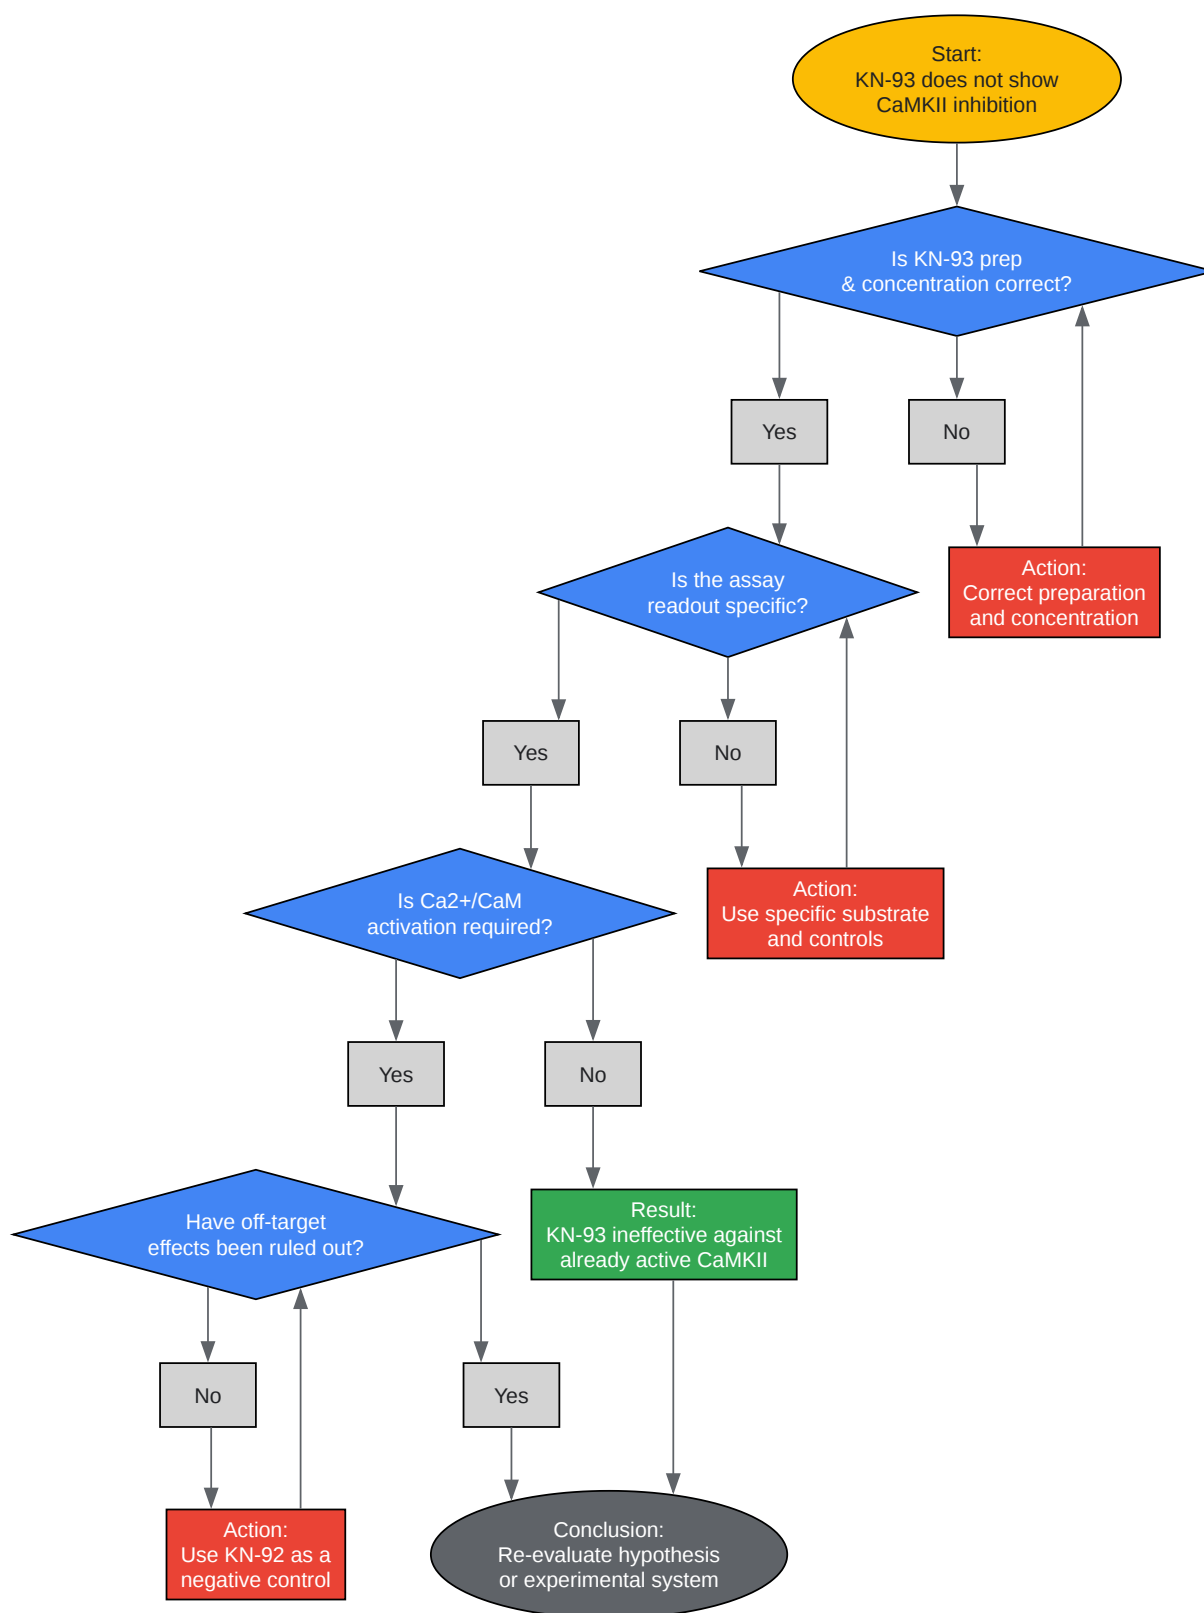 Start:
KN-93 does not show
CaMKII inhibition
Is KN-93 prep
& concentration correct?
Yes
No
Action:
Correct preparation
and concentration
Is the assay
readout specific?
Yes
No
Action:
Use specific substrate
and controls
Is Ca2+/CaM
activation required?
Yes
No
Result:
KN-93 ineffective against
already active CaMKII
Have off-target
effects been ruled out?
No
Yes
Action:
Use KN-92 as a
negative control
Conclusion:
Re-evaluate hypothesis
or experimental system